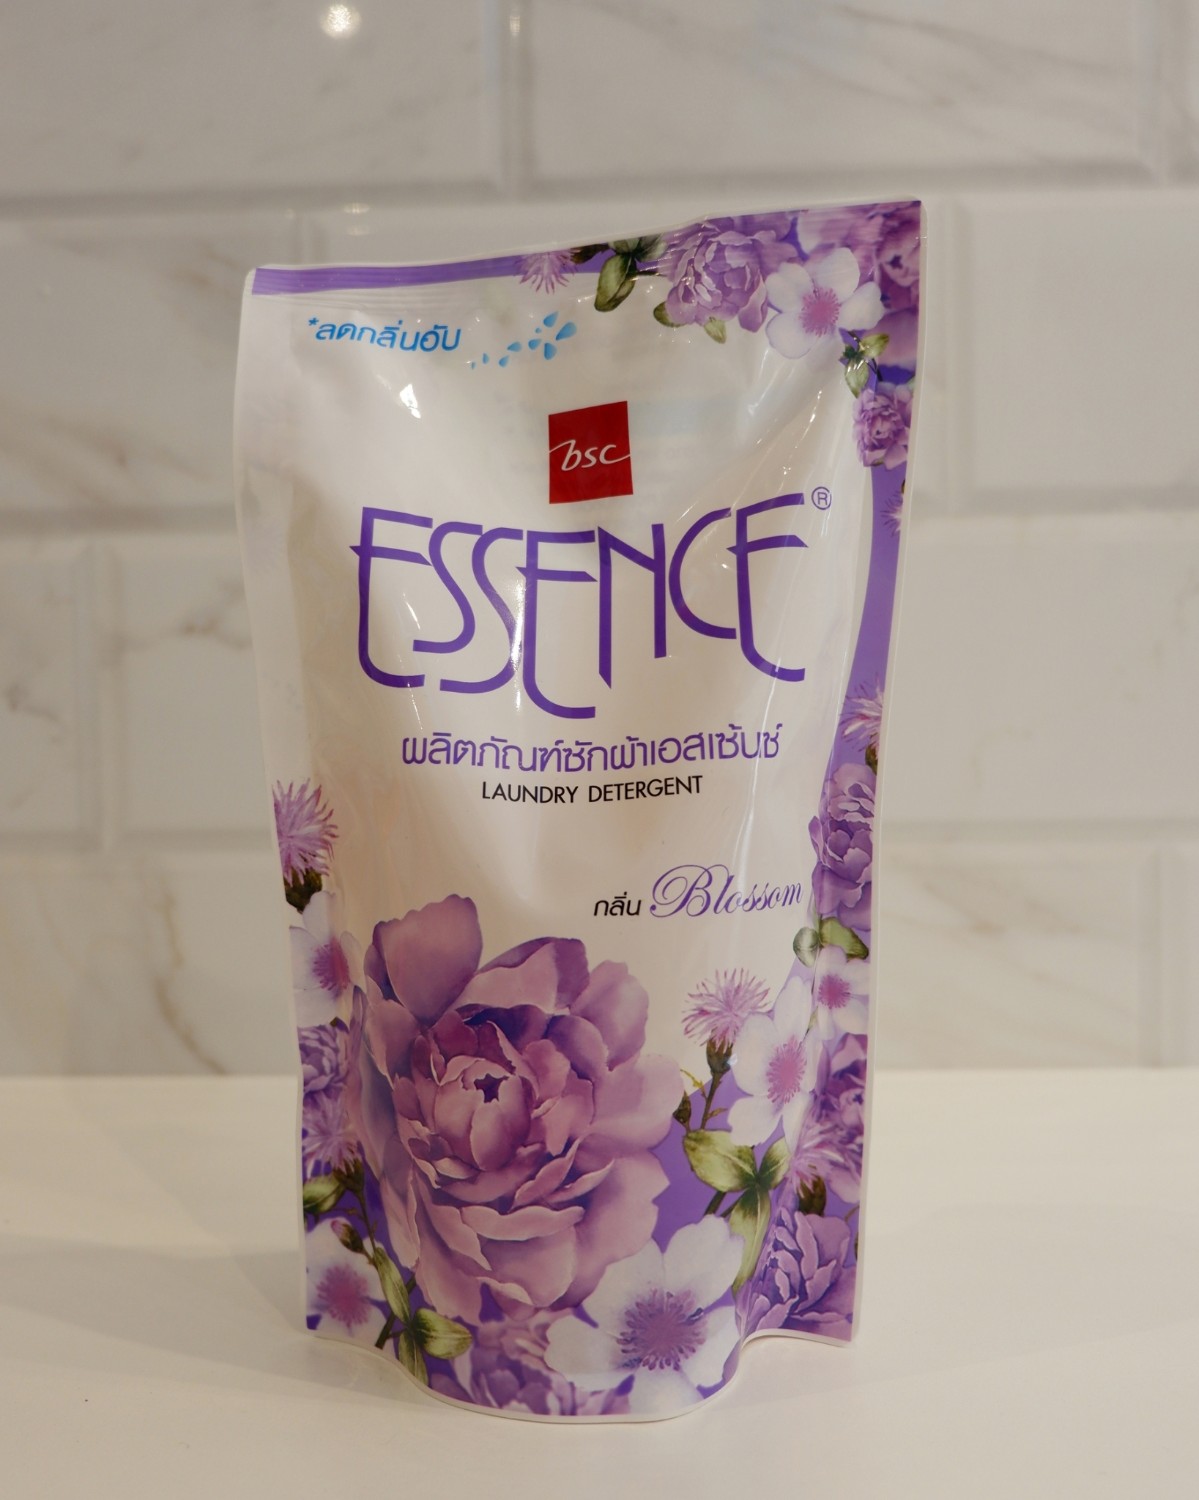 *ลดกลิ่นอับ
bsc
ESSENCE®
ผลิตภัณฑ์ซักผ้าเอสเซ้นซ์
LAUNDRY DETERGENT
กลิ่น Blossom